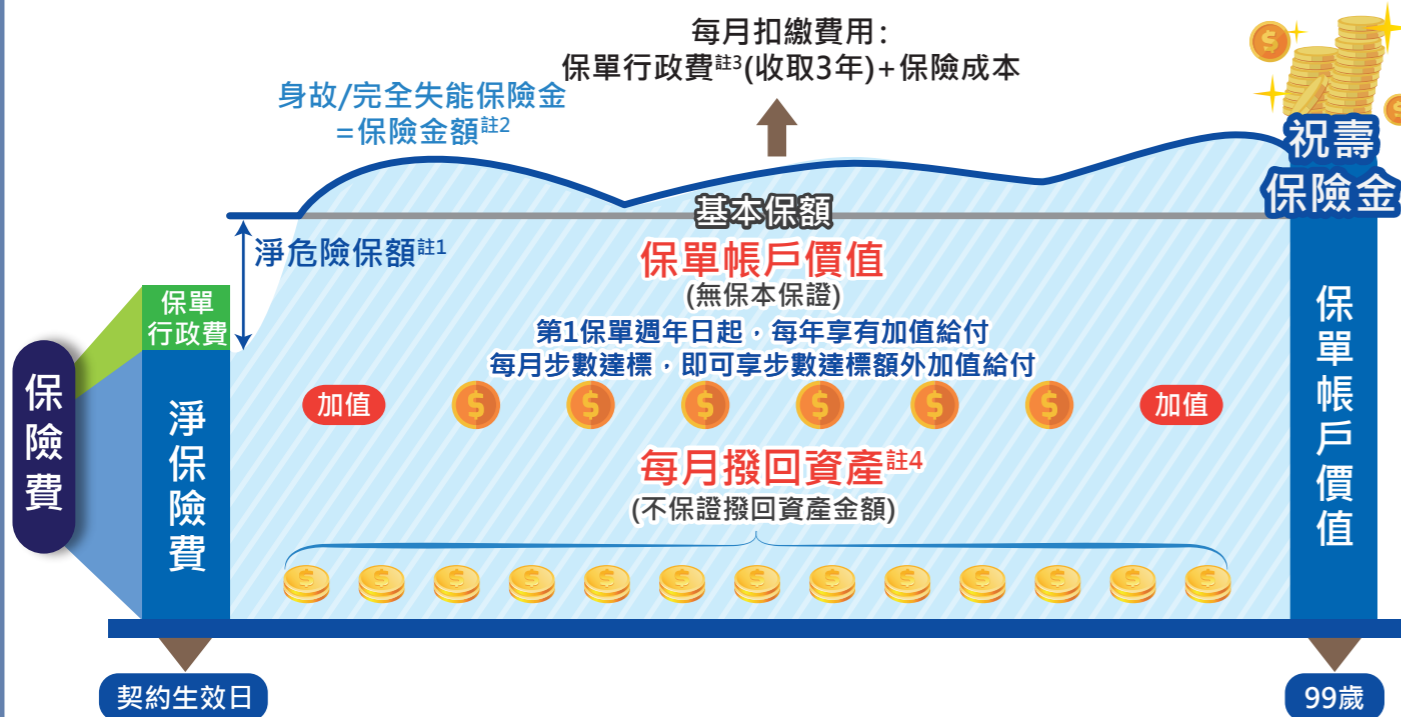 每月扣繳費用：
保單行政費註3(收取3年)+保險成本
身故/完全失能保險金
=保險金額註2
祝壽
保險金
基本保額
淨危險保額註1
保單帳戶價值
(無保本保證)
第1保單週年日起，每年享有加值給付
每月步數達標，即可享步數達標額外加值給付
保單
行政費
保險費
淨保險費
加值
加值
保單帳戶價值
每月撥回資產註4
(不保證撥回資產金額)
契約生效日
99歲